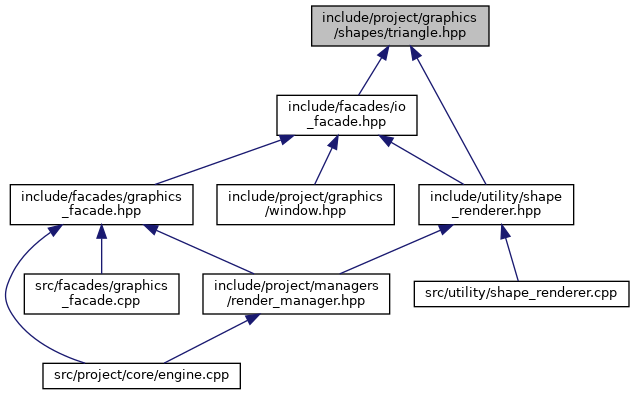 include/project/graphics
/shapes/triangle.hpp
include/facades/io
_facade.hpp
include/facades/graphics
_facade.hpp
include/project/graphics
/window.hpp
include/utility/shape
_renderer.hpp
src/facades/graphics
_facade.cpp
include/project/managers
/render_manager.hpp
src/utility/shape_renderer.cpp
src/project/core/engine.cpp